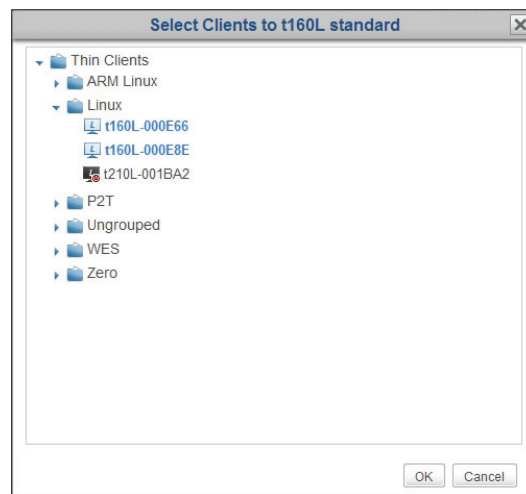 Select Clients to t160L standard
Thin Clients
ARM Linux
Linux
t160L-000E66
t160L-000E8E
t210L-001BA2
P2T
Ungrouped
WES
Zero
OK Cancel